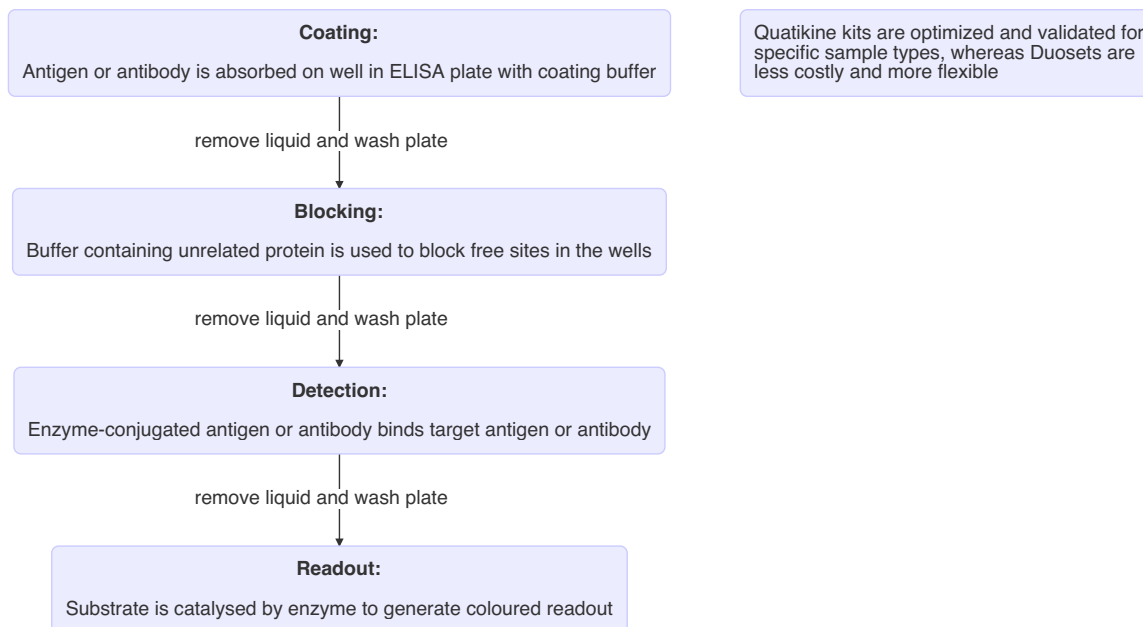 Coating:
Antigen or antibody is absorbed on well in ELISA plate with coating buffer
Quatikine kits are optimized and validated for
specific sample types, whereas Duosets are
less costly and more flexible
remove liquid and wash plate
Blocking:
Buffer containing unrelated protein is used to block free sites in the wells
remove liquid and wash plate
Detection:
Enzyme-conjugated antigen or antibody binds target antigen or antibody
remove liquid and wash plate
Readout:
Substrate is catalysed by enzyme to generate coloured readout